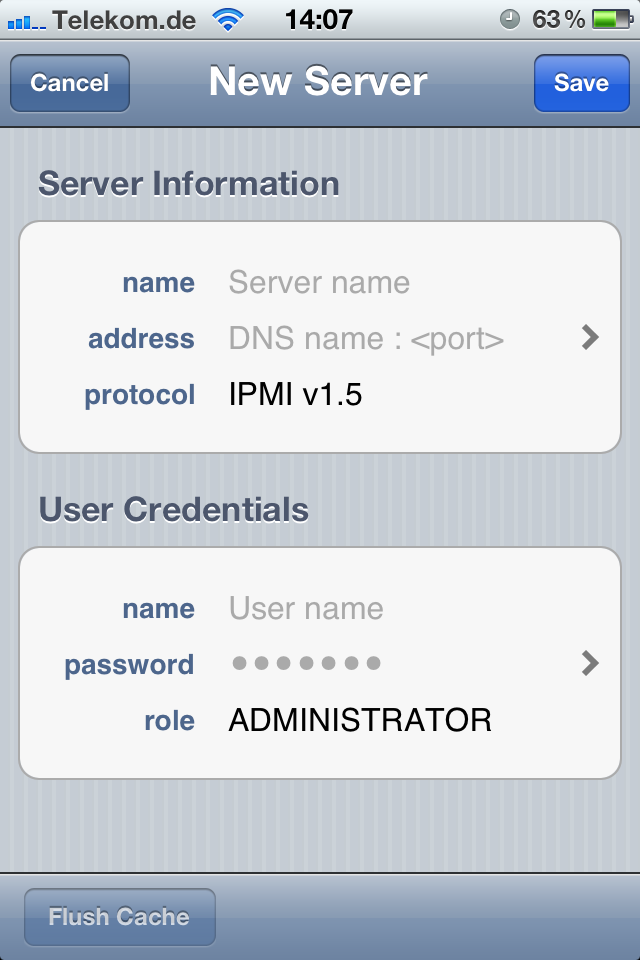 Telekom.de 14:07 63 %
Cancel New Server Save
Server Information
name Server name
address DNS name : <port>
protocol IPMI v1.5
User Credentials
name User name
password •••••••
role ADMINISTRATOR
Flush Cache